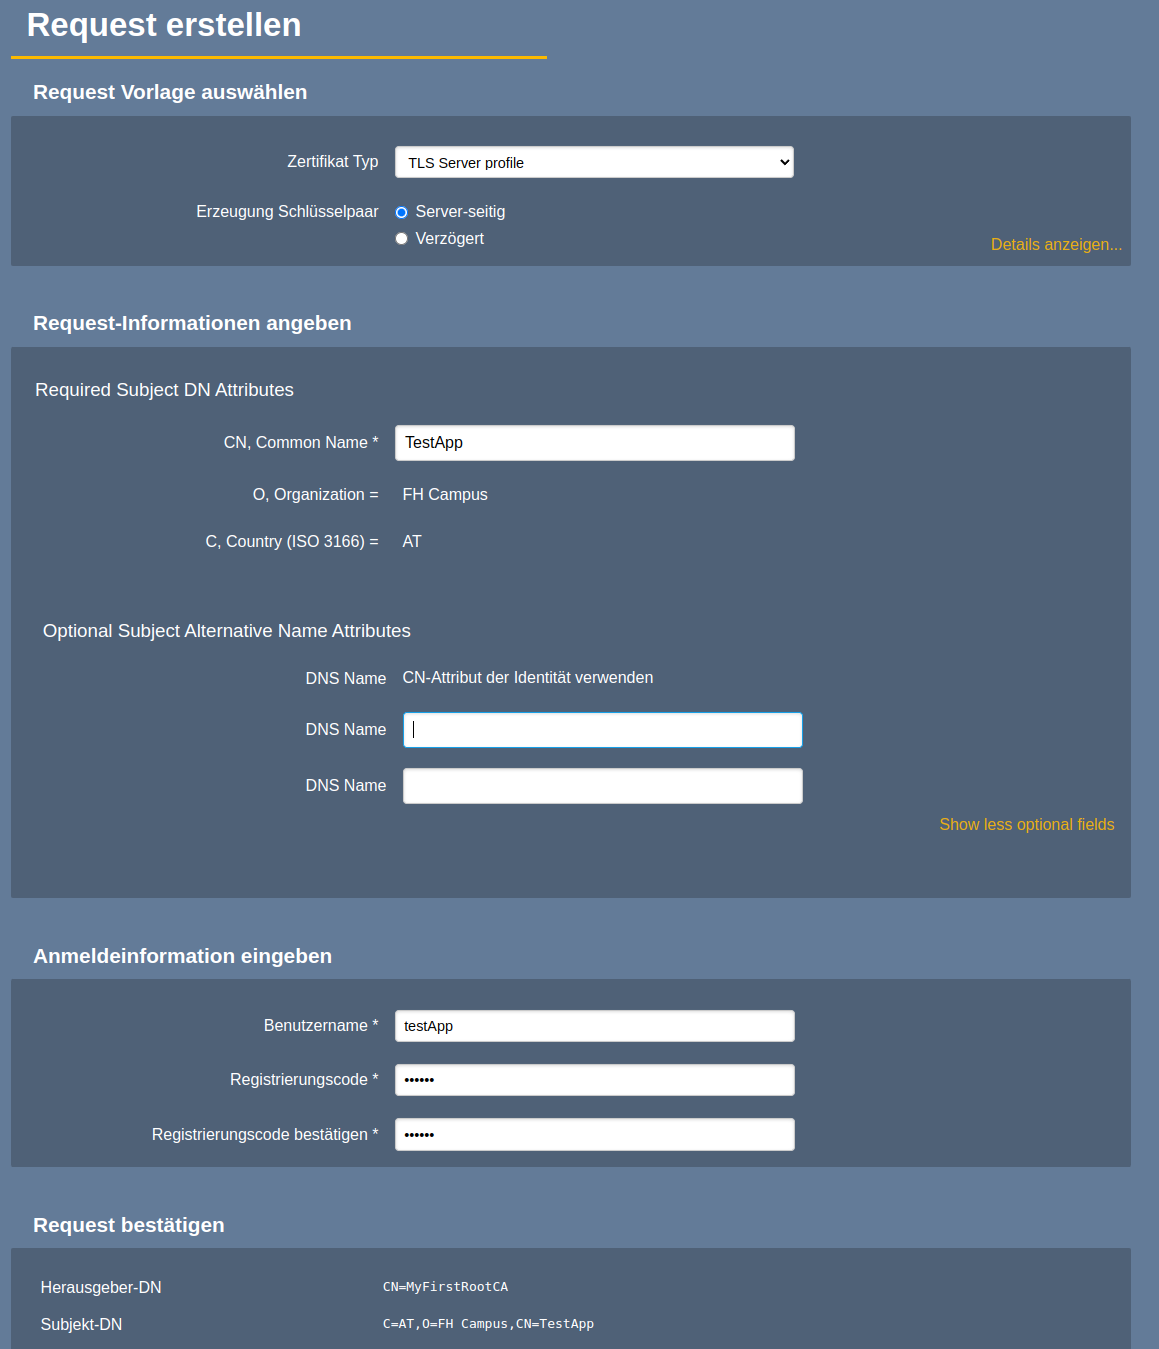 Request erstellen
Request Vorlage auswählen
Zertifikat Typ TLS Server profile
Erzeugung Schlüsselpaar Server-seitig
Verzögert
Details anzeigen...
Request-Informationen angeben
Required Subject DN Attributes
CN, Common Name * TestApp
O, Organization = FH Campus
C, Country (ISO 3166) = AT
Optional Subject Alternative Name Attributes
DNS Name CN-Attribut der Identität verwenden
DNS Name
DNS Name
Show less optional fields
Anmeldeinformation eingeben
Benutzername * testApp
Registrierungscode * ••••••
Registrierungscode bestätigen * ••••••
Request bestätigen
Herausgeber-DN CN=MyFirstRootCA
Subjekt-DN C=AT,O=FH Campus,CN=TestApp